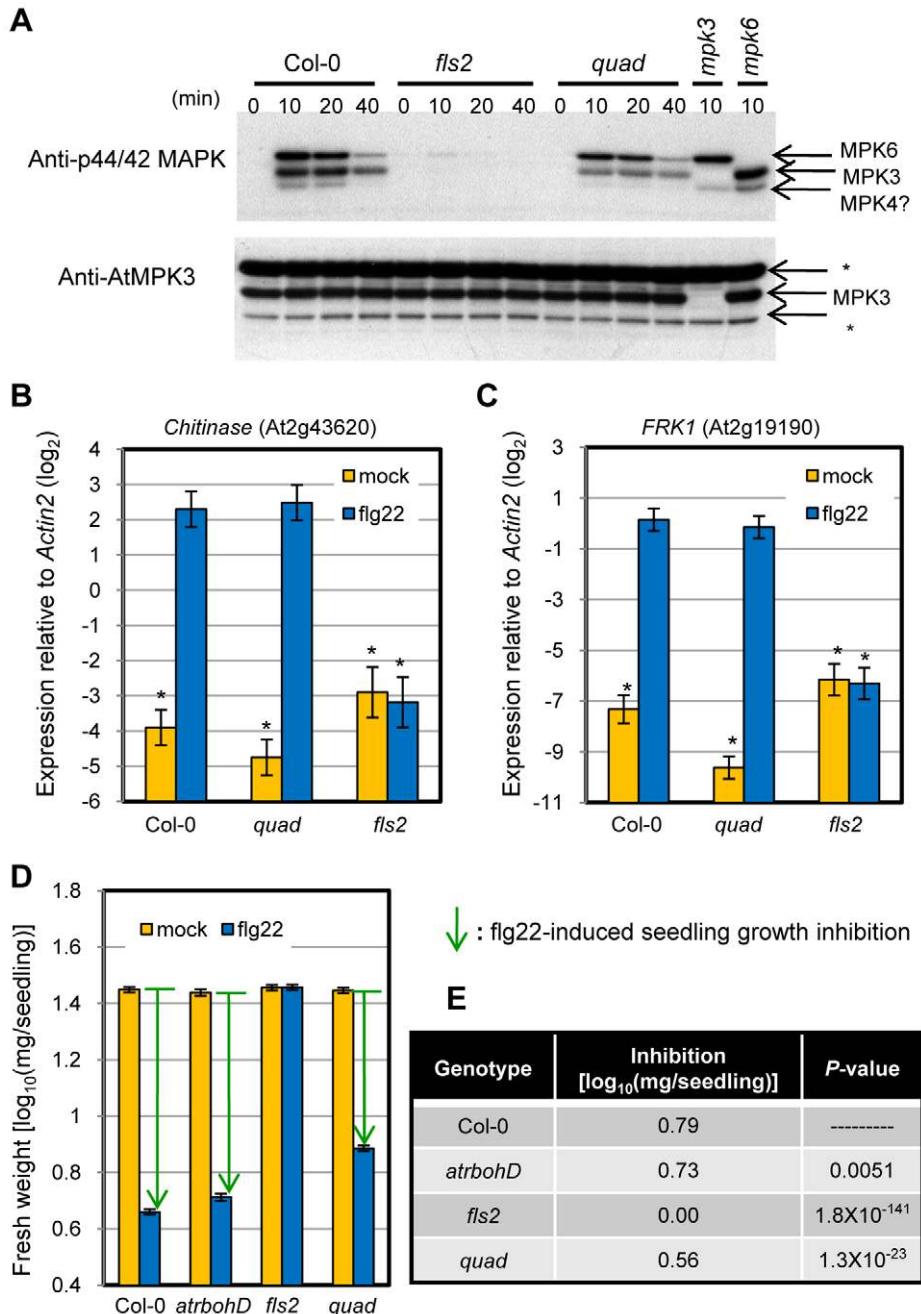 A
Col-0 fls2 quad mpk3 mpk6
(min) 0 10 20 40 0 10 20 40 0 10 20 40 10 10
Anti-p44/42 MAPK
MPK6
MPK3
MPK4?
Anti-AtMPK3
*
MPK3
*
B
Chitinase (At2g43620)
Expression relative to Actin2 (log₂)
4
3
2
1
0
-1
-2
-3
-4
-5
-6
mock
flg22
* * * *
Col-0 quad fls2
C
FRK1 (At2g19190)
Expression relative to Actin2 (log₂)
3
1
-1
-3
-5
-7
-9
-11
mock
flg22
* * * *
Col-0 quad fls2
D
Fresh weight [log₁₀(mg/seedling)]
1.8
1.6
1.4
1.2
1
0.8
0.6
0.4
mock flg22
Col-0 atrbohD fls2 quad
: flg22-induced seedling growth inhibition
E
Genotype Inhibition [log₁₀(mg/seedling)] P-value
Col-0 0.79 ---------
atrbohD 0.73 0.0051
fls2 0.00 1.8X10⁻¹⁴¹
quad 0.56 1.3X10⁻²³